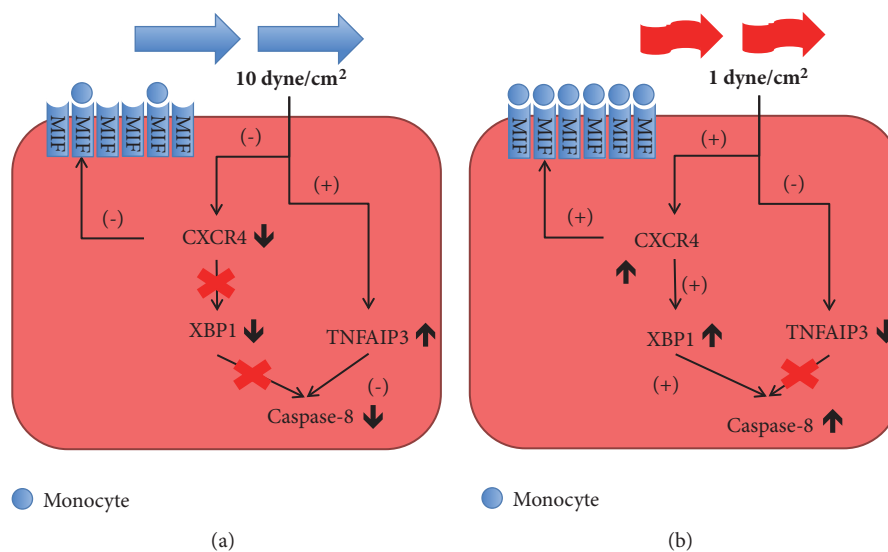 10 dyne/cm²
MIF MIF MIF MIF MIF MIF
(-)
(+)
(-)
CXCR4
XBP1
TNFAIP3
(-)
Caspase-8
Monocyte
(a)
1 dyne/cm²
MIF MIF MIF MIF MIF MIF
(+)
(-)
(+)
CXCR4
(+)
XBP1
TNFAIP3
(+)
Caspase-8
Monocyte
(b)